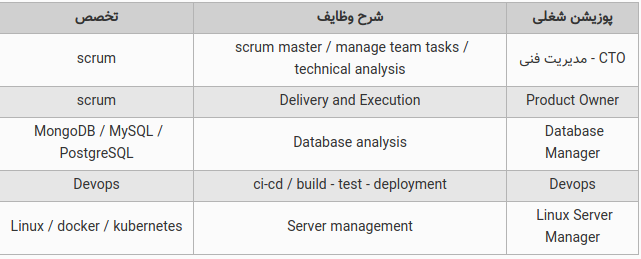 پوزیشن شغلی	شرح وظایف	تخصص
CTO - مدیریت فنی	scrum master / manage team tasks / technical analysis	scrum
Product Owner	Delivery and Execution	scrum
Database Manager	Database analysis	MongoDB / MySQL / PostgreSQL
Devops	ci-cd / build - test - deployment	Devops
Linux Server Manager	Server management	Linux / docker / kubernetes